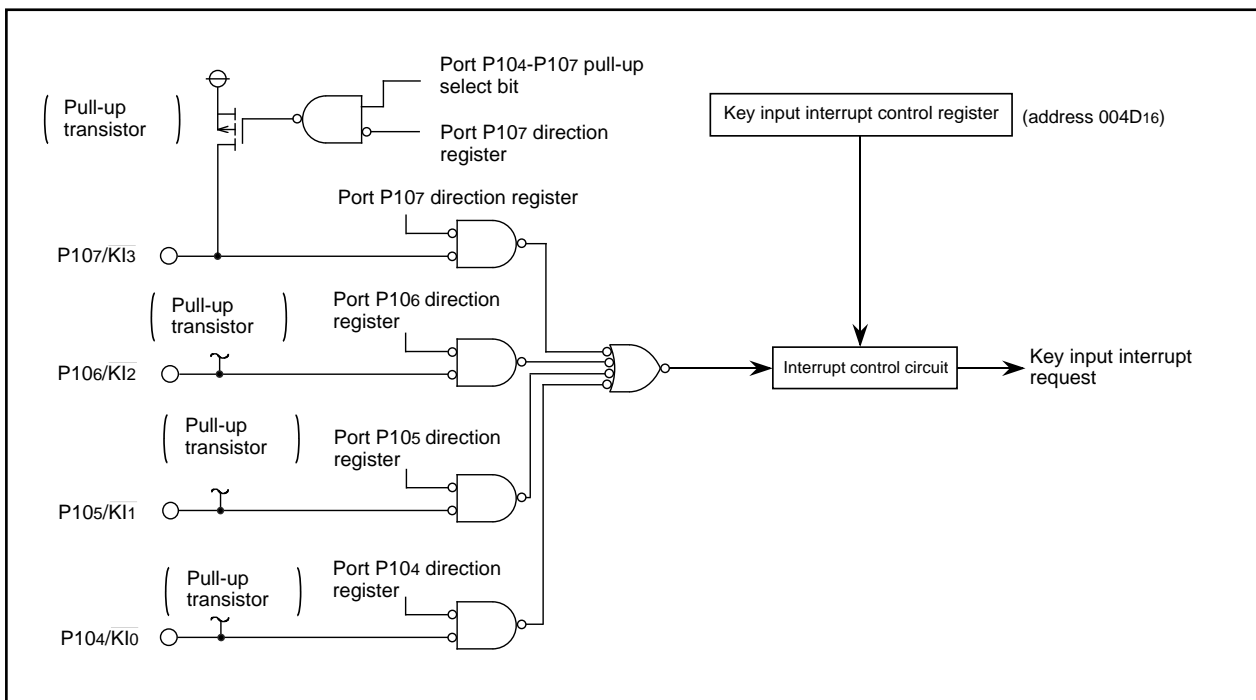 Port P104-P107 pull-up
select bit
Pull-up
transistor
Port P107 direction
register
Key input interrupt control register
(address 004D16)
Port P107 direction register
P107/KI3
Pull-up
transistor
Port P106 direction
register
P106/KI2
Interrupt control circuit
Key input interrupt
request
Pull-up
transistor
Port P105 direction
register
P105/KI1
Pull-up
transistor
Port P104 direction
register
P104/KI0